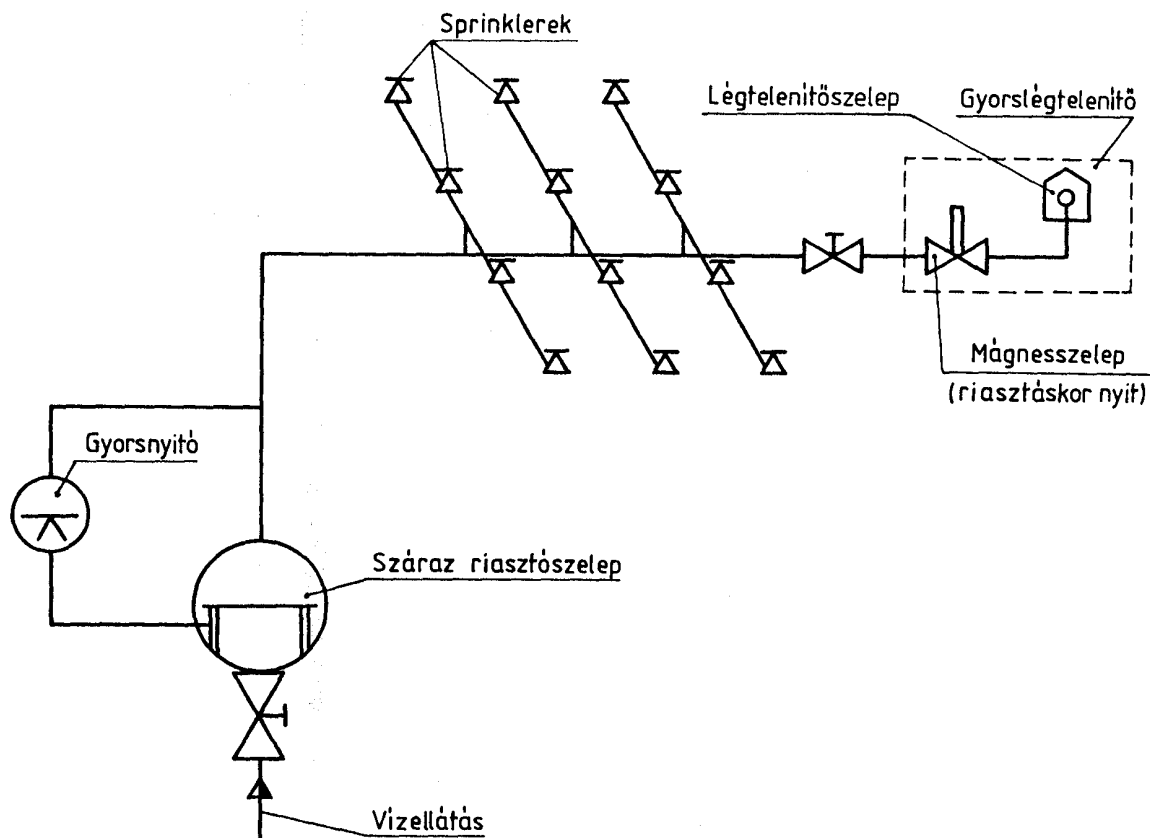 Sprinklerek
Légtelenítőszelep
Gyorslégtelenítő
Mágnesszelep
(riasztáskor nyit)
Gyorsnyitó
Száraz riasztószelep
Vízellátás